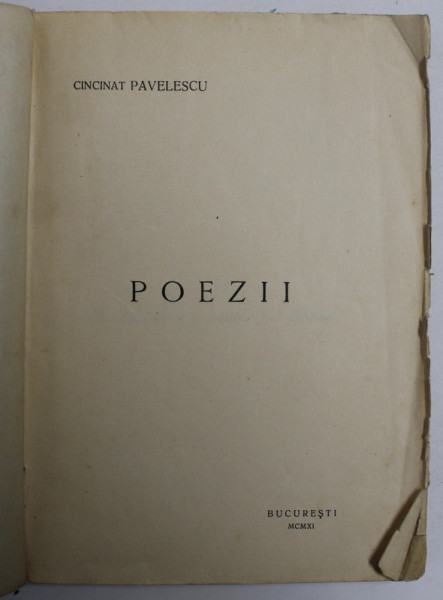 CINCINAT PAVELESCU
POEZII
BUCUREŞTI
MCMXI